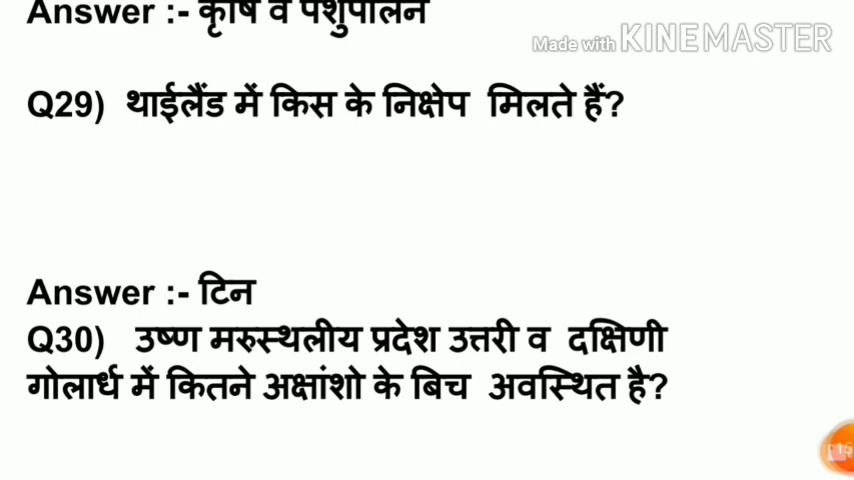 Answer :- कृषि व पशुपालन
Made with KINEMASTER
Q29) थाईलैंड में किस के निक्षेप मिलते हैं?
Answer :- टिन
Q30) उष्ण मरुस्थलीय प्रदेश उत्तरी व दक्षिणी
गोलार्ध में कितने अक्षांशो के बिच अवस्थित है?